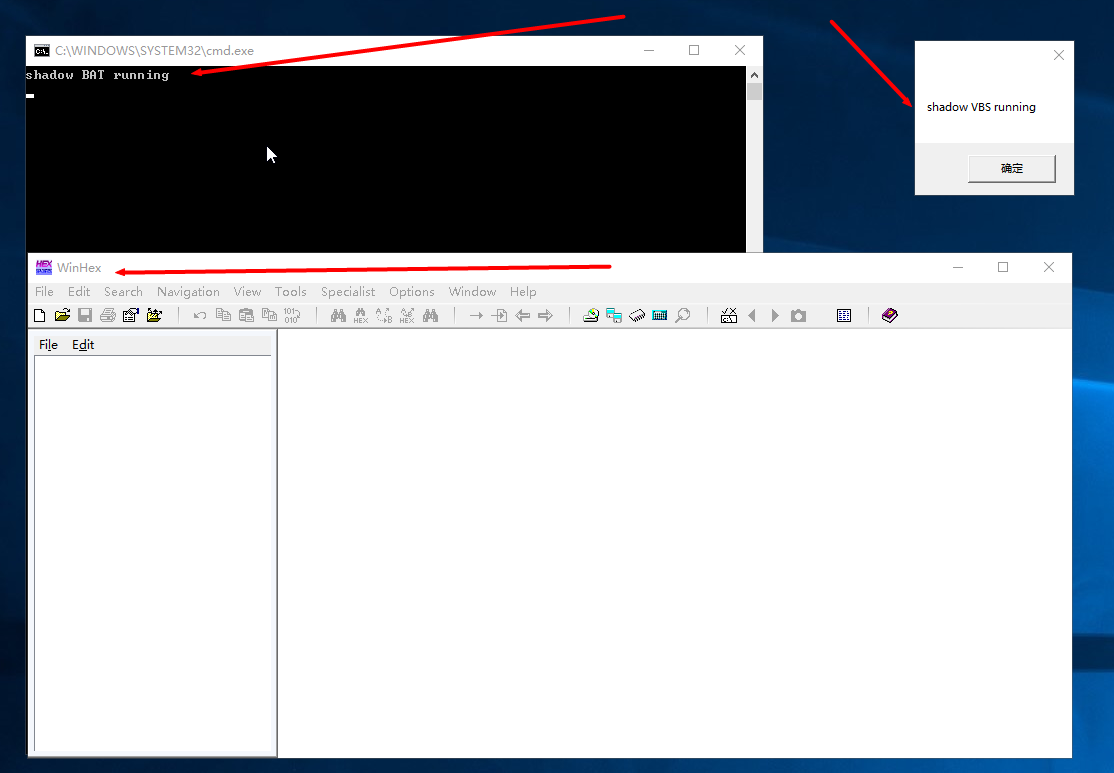 C:\WINDOWS\SYSTEM32\cmd.exe
shadow BAT running
shadow VBS running
确定
WinHex
File Edit Search Navigation View Tools Specialist Options Window Help
File Edit